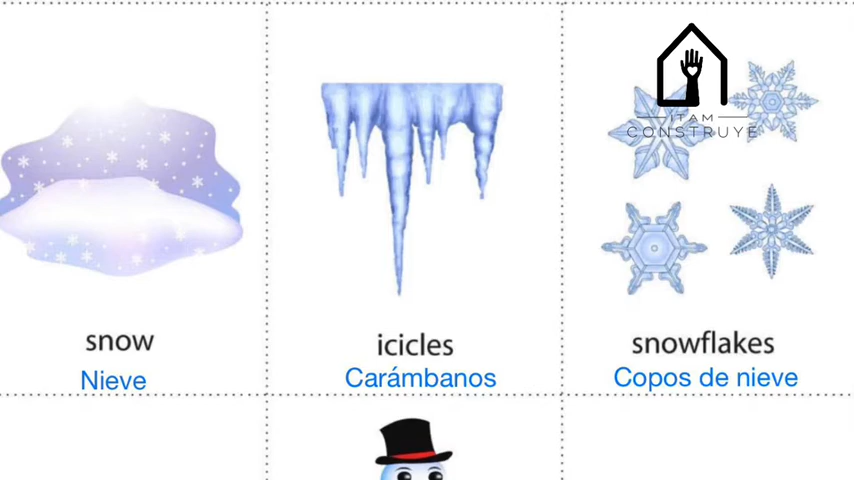 ITAM
CONSTRUYE
snow
icicles
snowflakes
Nieve
Carámbanos
Copos de nieve